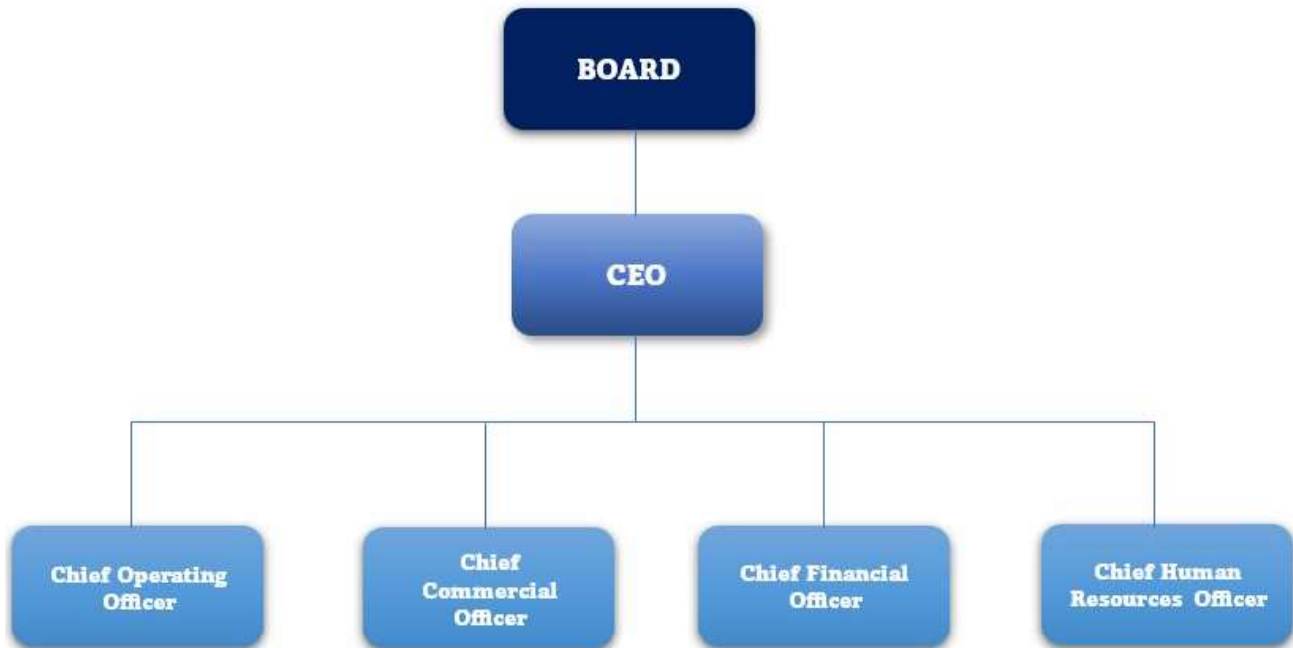 BOARD
CEO
Chief Operating
Officer
Chief
Commercial
Officer
Chief Financial
Officer
Chief Human
Resources Officer